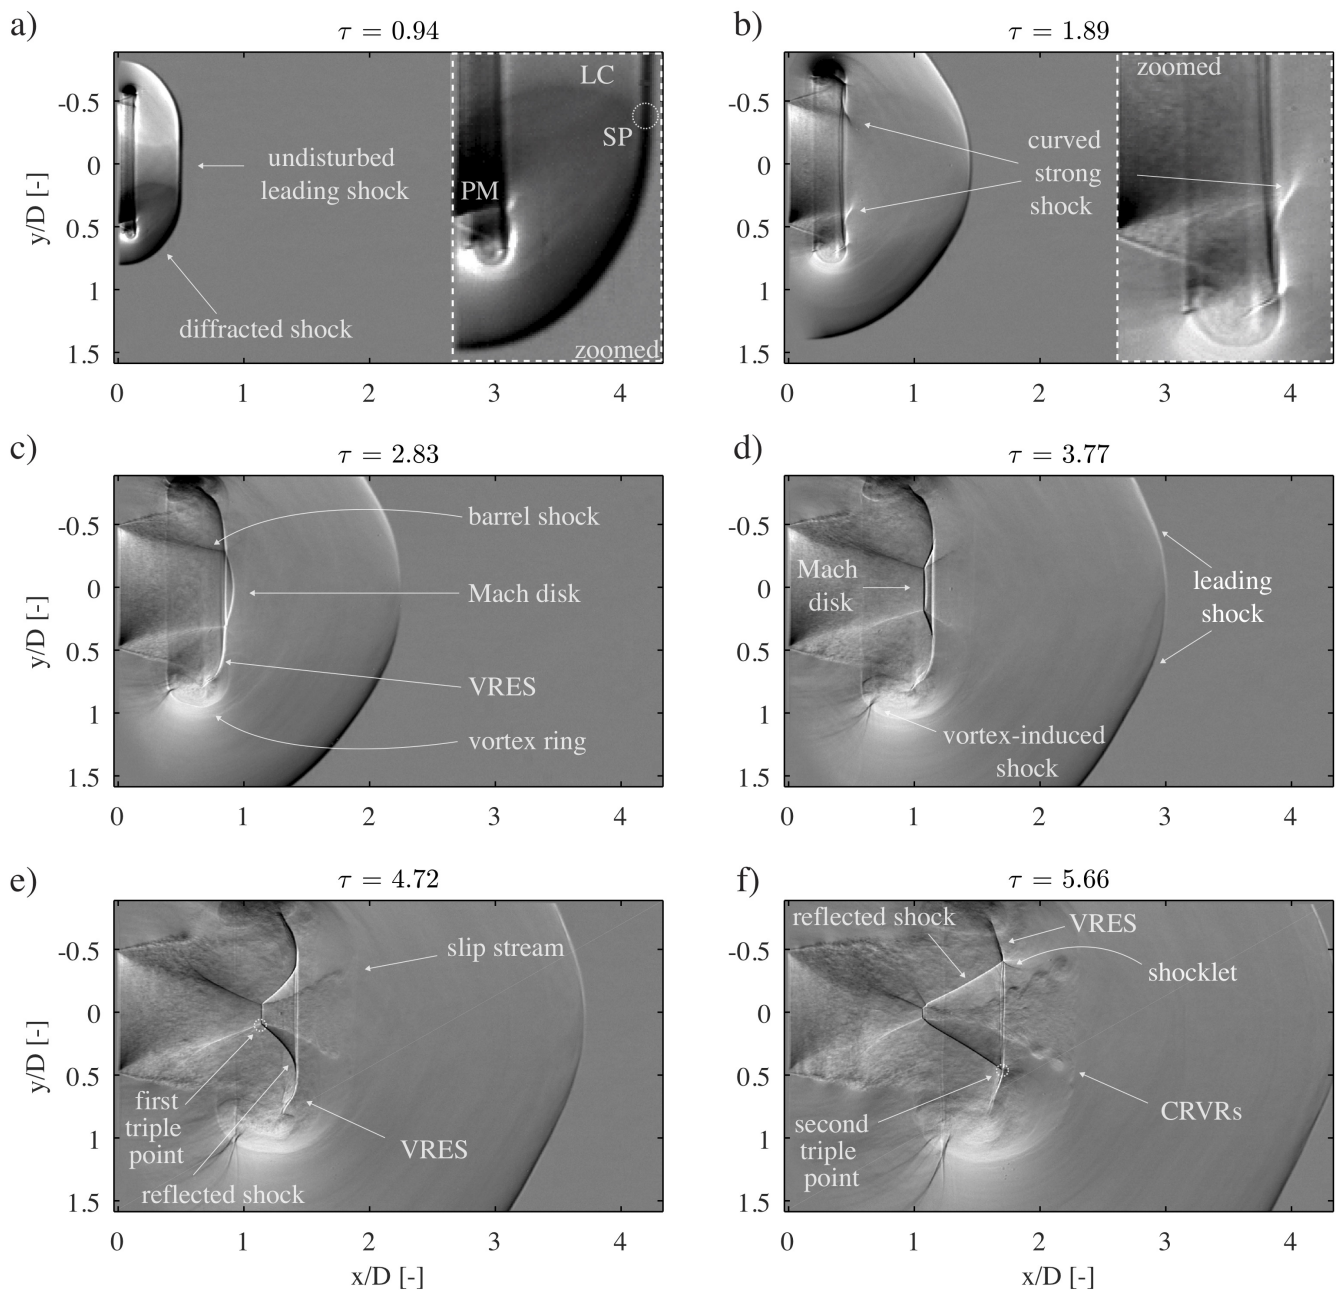 a)
τ = 0.94
-0.5
0
0.5
1
1.5
y/D [-]
0
1
2
3
4
undisturbed
leading shock
diffracted shock
LC
SP
PM
zoomed
b)
τ = 1.89
-0.5
0
0.5
1
1.5
0
1
2
3
4
curved
strong
shock
zoomed
c)
τ = 2.83
-0.5
0
0.5
1
1.5
y/D [-]
0
1
2
3
4
barrel shock
Mach disk
VRES
vortex ring
d)
τ = 3.77
-0.5
0
0.5
1
1.5
0
1
2
3
4
Mach
disk
leading
shock
vortex-induced
shock
e)
τ = 4.72
-0.5
0
0.5
1
1.5
y/D [-]
0
1
2
3
4
x/D [-]
slip stream
first
triple
point
VRES
reflected shock
f)
τ = 5.66
-0.5
0
0.5
1
1.5
0
1
2
3
4
x/D [-]
reflected shock
VRES
shocklet
CRVRs
second
triple
point